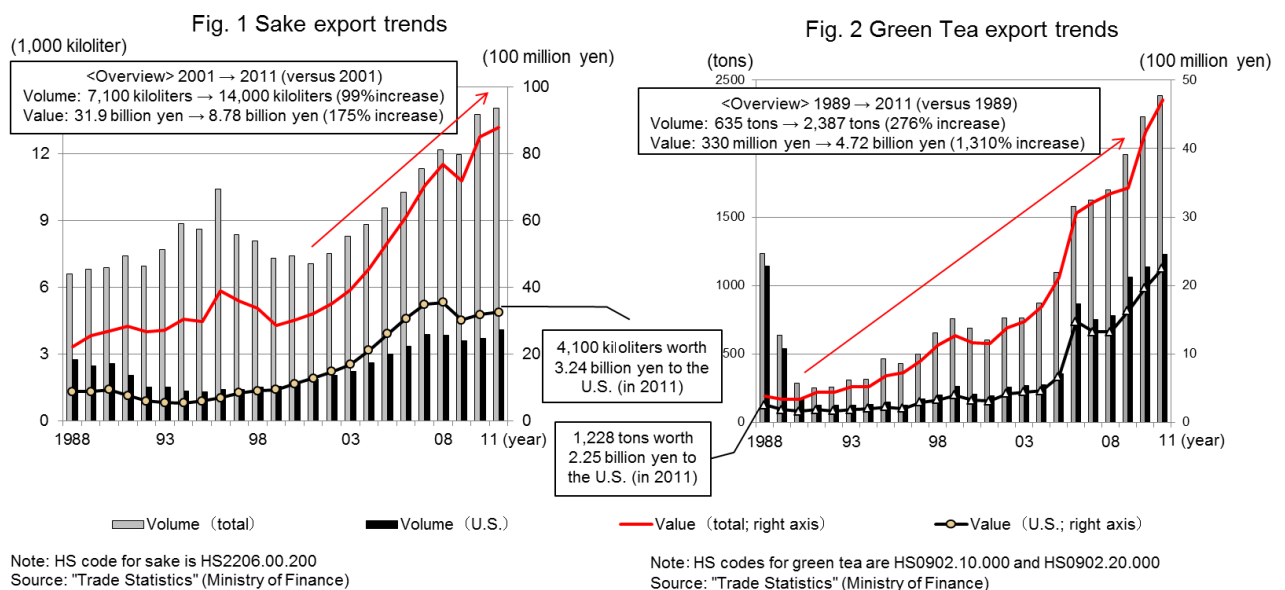 Fig. 1 Sake export trends
(1,000 kiloliter)
(100 million yen)
<Overview> 2001 → 2011 (versus 2001)
Volume: 7,100 kiloliters → 14,000 kiloliters (99%increase)
Value: 31.9 billion yen → 8.78 billion yen (175% increase)
100
80
60
40
20
0
12
9
6
3
0
1988
93
98
03
08
11 (year)
4,100 kiloliters worth
3.24 billion yen to the
U.S. (in 2011)
Fig. 2 Green Tea export trends
(tons)
(100 million yen)
<Overview> 1989 → 2011 (versus 1989)
Volume: 635 tons → 2,387 tons (276% increase)
Value: 330 million yen → 4.72 billion yen (1,310% increase)
2500
1500
1000
500
0
50
40
30
20
10
0
1988
93
98
03
08
11 (year)
1,228 tons worth
2.25 billion yen to
the U.S. (in 2011)
Volume （total）
Volume （U.S.）
Value （total; right axis）
Value （U.S.; right axis）
Note: HS code for sake is HS2206.00.200
Source: "Trade Statistics" (Ministry of Finance)
Note: HS codes for green tea are HS0902.10.000 and HS0902.20.000
Source: "Trade Statistics" (Ministry of Finance)